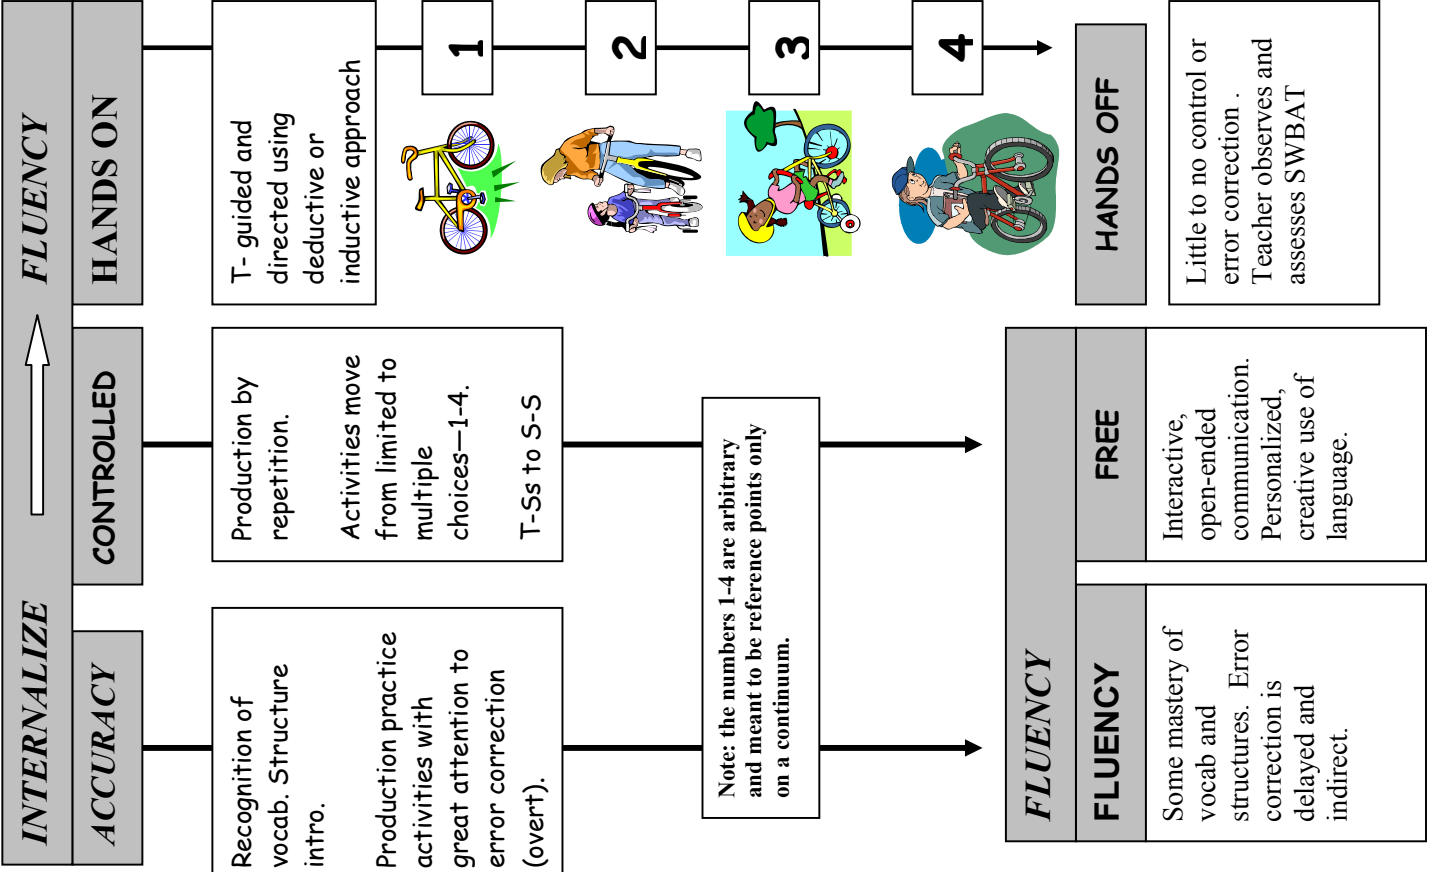 INTERNALIZE FLUENCY
ACCURACY
CONTROLLED
HANDS ON
Recognition of
vocab. Structure
intro.
Production practice
activities with
great attention to
error correction
(overt).
Production by
repetition.
Activities move
from limited to
multiple
choices—1-4.
T-Ss to S-S
T- guided and
directed using
deductive or
inductive approach
1
2
3
4
Note: the numbers 1-4 are arbitrary
and meant to be reference points only
on a continuum.
FLUENCY
FLUENCY
FREE
HANDS OFF
Some mastery of
vocab and
structures. Error
correction is
delayed and
indirect.
Interactive,
open-ended
communication.
Personalized,
creative use of
language.
Little to no control or
error correction .
Teacher observes and
assesses SWBAT